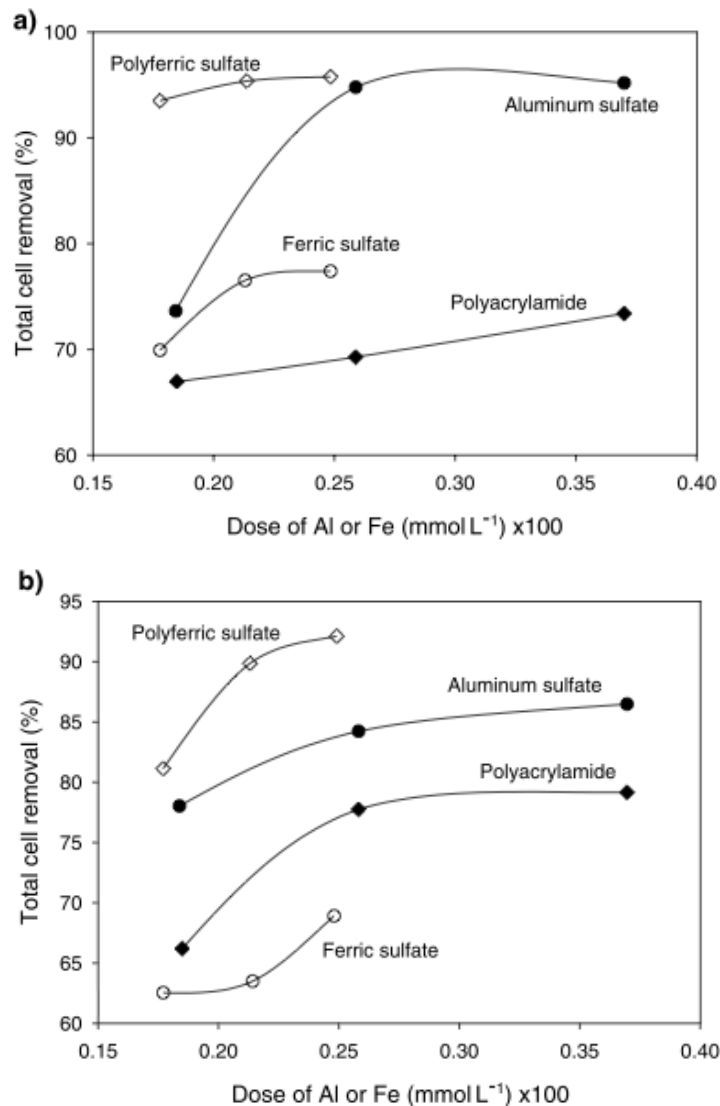 a)
100
90
80
70
60
Total cell removal (%)
Polyferric sulfate
Aluminum sulfate
Ferric sulfate
Polyacrylamide
0.15 0.20 0.25 0.30 0.35 0.40
Dose of Al or Fe (mmol L⁻¹) x100
b)
95
90
85
80
75
70
65
60
Total cell removal (%)
Polyferric sulfate
Aluminum sulfate
Polyacrylamide
Ferric sulfate
0.15 0.20 0.25 0.30 0.35 0.40
Dose of Al or Fe (mmol L⁻¹) x100